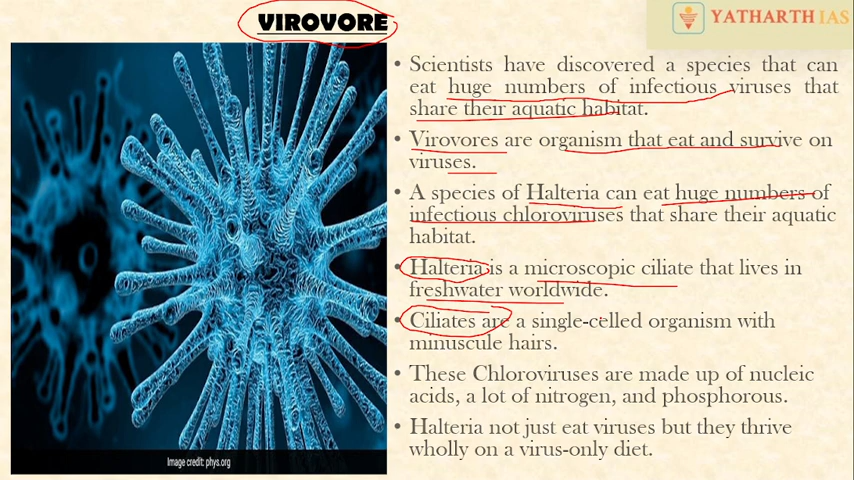 VIROVORE
YATHARTH IAS
• Scientists have discovered a species that can
eat huge numbers of infectious viruses that
share their aquatic habitat.
• Virovores are organism that eat and survive on
viruses.
• A species of Halteria can eat huge numbers of
infectious chloroviruses that share their aquatic
habitat.
• Halteria is a microscopic ciliate that lives in
freshwater worldwide.
• Ciliates are a single-celled organism with
minuscule hairs.
• These Chloroviruses are made up of nucleic
acids, a lot of nitrogen, and phosphorous.
• Halteria not just eat viruses but they thrive
wholly on a virus-only diet.
Image credit: phys.org